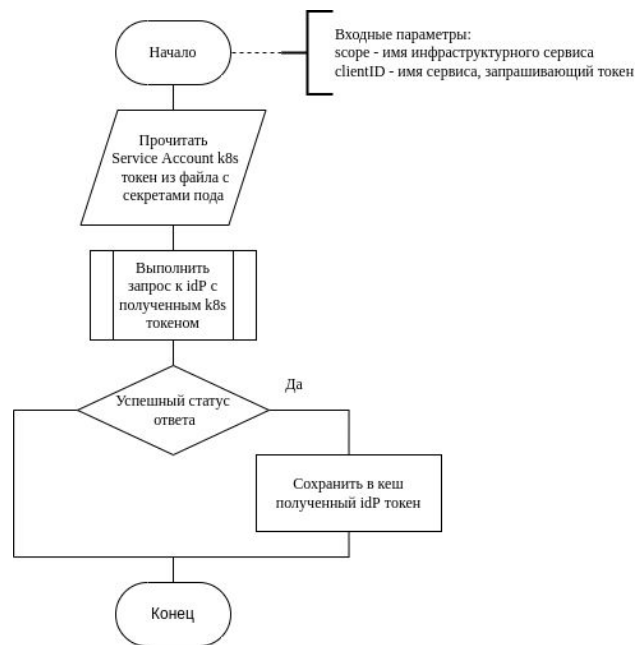 Начало
Входные параметры:
scope - имя инфраструктурного сервиса
clientID - имя сервиса, запрашивающий токен
Прочитать
Service Account k8s
токен из файла с
секретами пода
Выполнить
запрос к idP с
полученным k8s
токеном
Успешный статус
ответа
Да
Сохранить в кеш
полученный idP токен
Конец